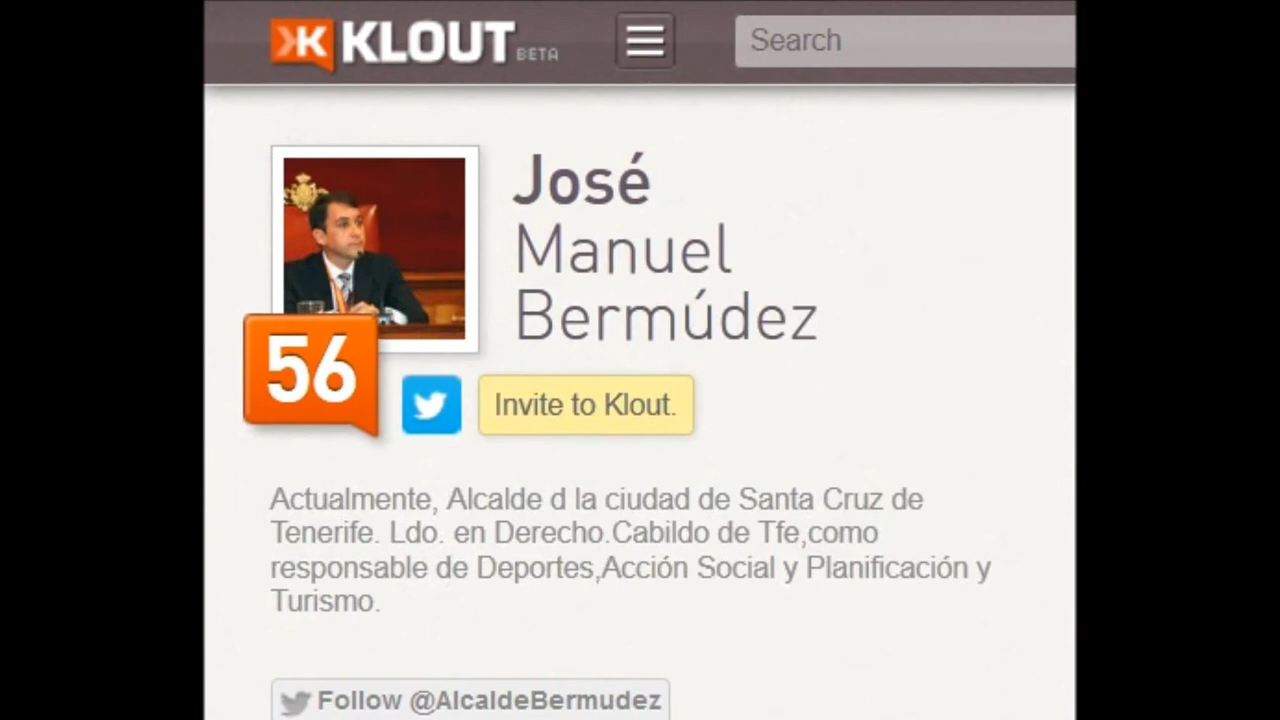 KLOUT BETA
Search
José
Manuel
Bermúdez
56
Invite to Klout.
Actualmente, Alcalde d la ciudad de Santa Cruz de
Tenerife. Ldo. en Derecho.Cabildo de Tfe,como
responsable de Deportes,Acción Social y Planificación y
Turismo.
Follow @AlcaldeBermudez